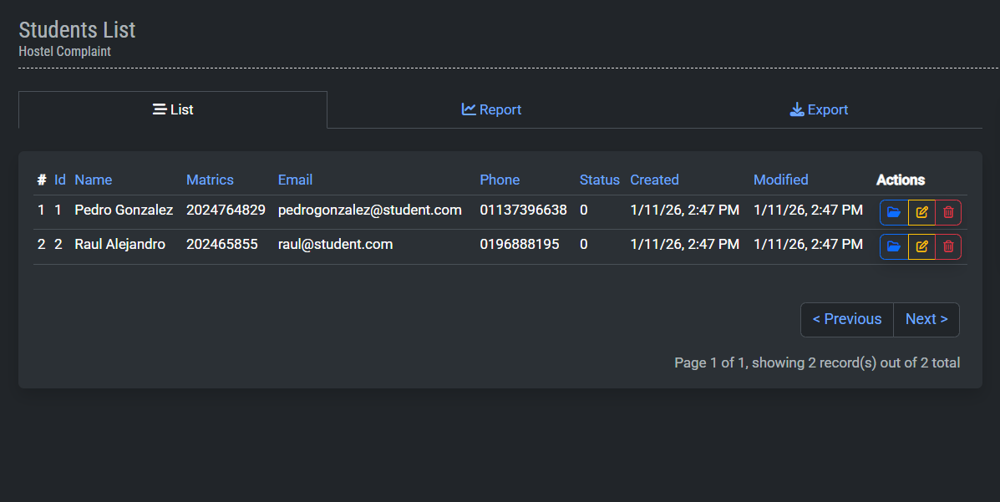 Students List
Hostel Complaint
List Report Export
# Id Name Matrics Email Phone Status Created Modified Actions
1 1 Pedro Gonzalez 2024764829 pedrogonzalez@student.com 01137396638 0 1/11/26, 2:47 PM 1/11/26, 2:47 PM
2 2 Raul Alejandro 202465855 raul@student.com 0196888195 0 1/11/26, 2:47 PM 1/11/26, 2:47 PM
< Previous Next >
Page 1 of 1, showing 2 record(s) out of 2 total